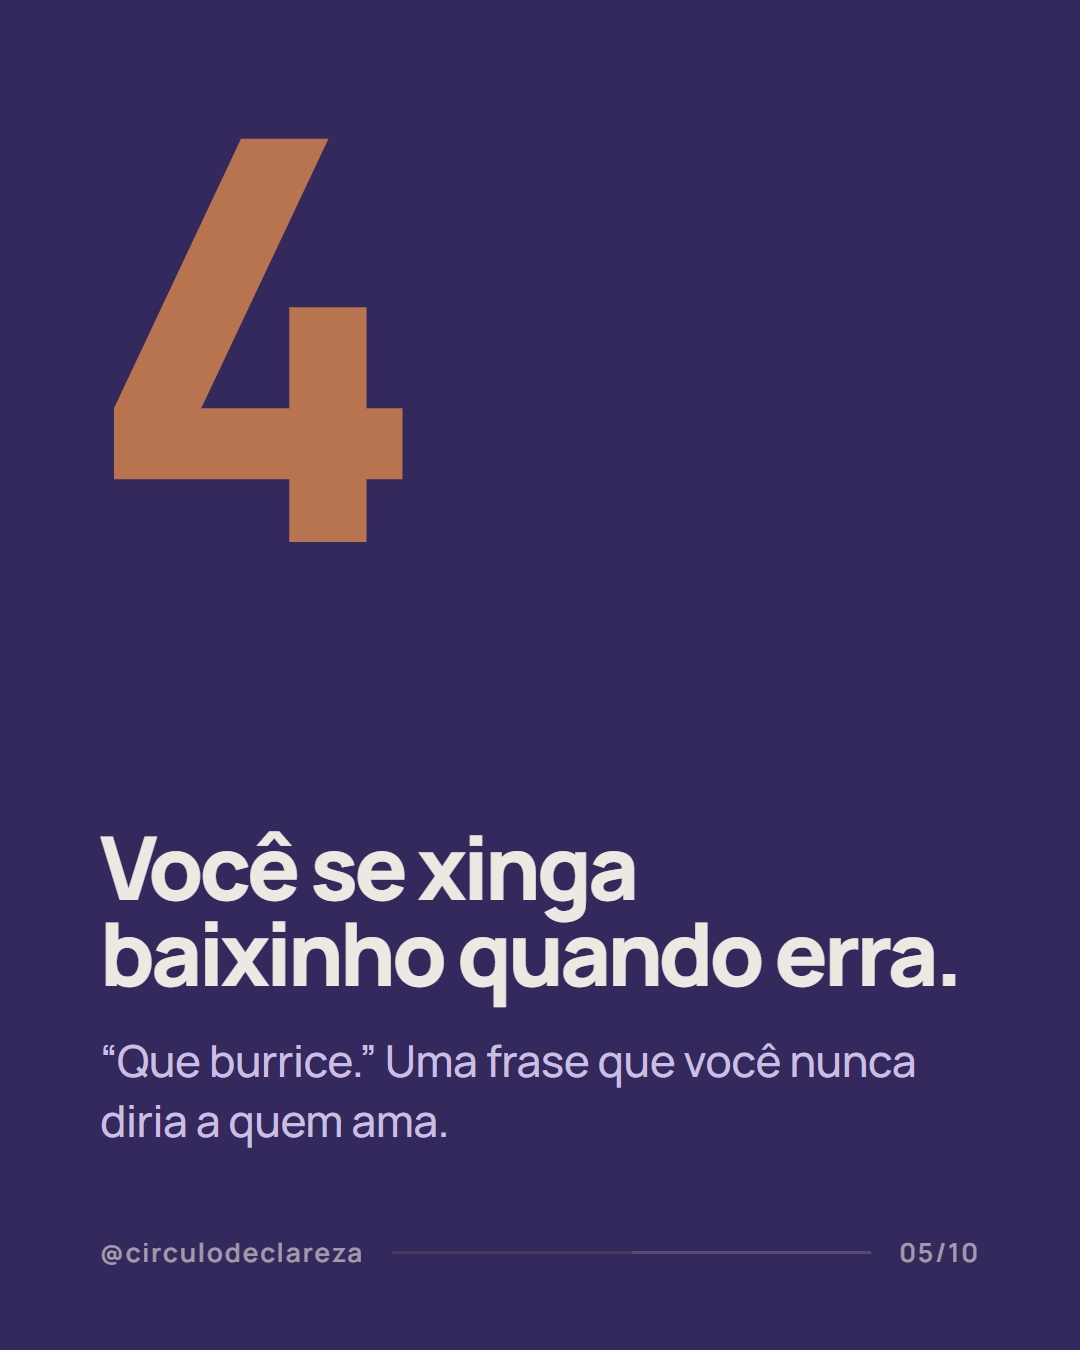 4
Você se xinga
baixinho quando erra.
“Que burrice.” Uma frase que você nunca
diria a quem ama.
@circulodeclareza 05/10